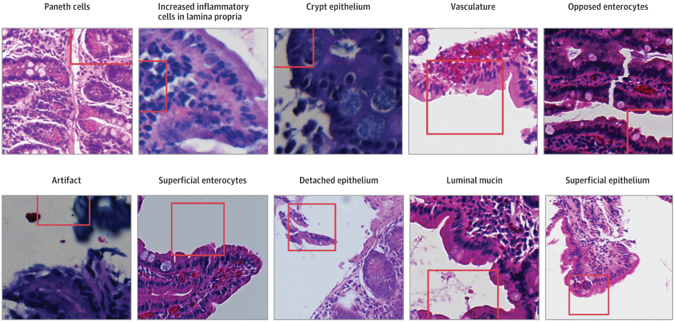 Paneth cells
Increased inflammatory
cells in lamina propria
Crypt epithelium
Vasculature
Opposed enterocytes
Artifact
Superficial enterocytes
Detached epithelium
Luminal mucin
Superficial epithelium